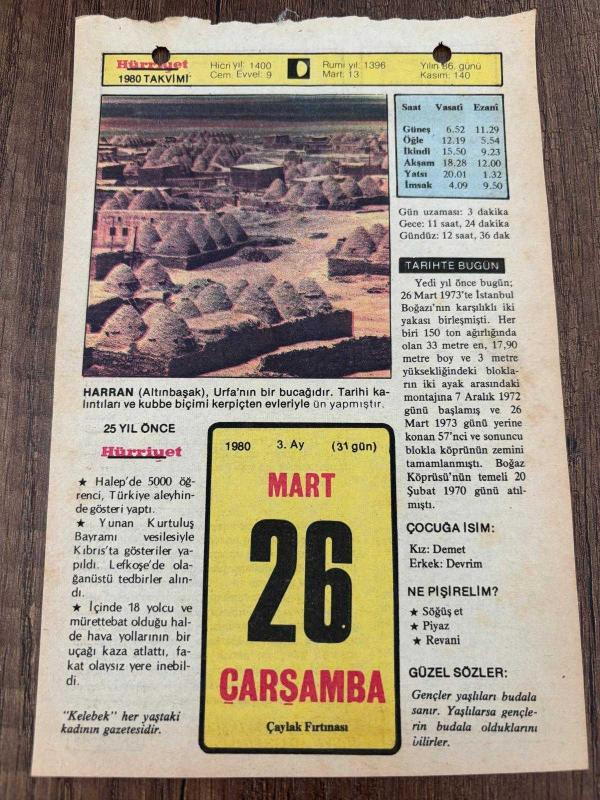 Hürriyet
1980 TAKVİMİ
Hicri yıl: 1400
Cem. Evvel: 9
Rumi yıl: 1396
Mart: 13
Yılın 86. günü
Kasım: 140
Saat Vasati Ezani
Güneş 6.52 11.29
Öğle 12.19 5.54
İkindi 15.50 9.23
Akşam 18.28 12.00
Yatsı 20.01 1.32
İmsak 4.09 9.50
Gün uzaması: 3 dakika
Gece: 11 saat, 24 dakika
Gündüz: 12 saat, 36 dak
HARRAN (Altınbaşak), Urfa'nın bir bucağıdır. Tarihi ka-
lıntıları ve kubbe biçimi kerpiçten evleriyle ün yapmıştır.
25 YIL ÖNCE
Hürriyet
★ Halep'de 5000 öğ-
renci, Türkiye aleyhin-
de gösteri yaptı.
★ Yunan Kurtuluş
Bayramı vesilesiyle
Kıbrıs'ta gösteriler ya-
pıldı. Lefkoşe'de ola-
ğanüstü tedbirler alın-
dı.
★ İçinde 18 yolcu ve
mürettebat olduğu hal-
de hava yollarının bir
uçağı kaza atlattı, fa-
kat olaysız yere inebil-
di.
"Kelebek" her yaştaki
kadının gazetesidir.
1980 3. Ay (31 gün)
MART
26
ÇARŞAMBA
Çaylak Fırtınası
TARİHTE BUGÜN
Yedi yıl önce bugün;
26 Mart 1973'te İstanbul
Boğazı'nın karşılıklı iki
yakası birleşmişti. Her
biri 150 ton ağırlığında
olan 33 metre en, 17,90
metre boy ve 3 metre
yüksekliğindeki blokla-
rın iki ayak arasındaki
montajına 7 Aralık 1972
günü başlamış ve 26
Mart 1973 günü yerine
konan 57'nci ve sonuncu
blokla köprünün zemini
tamamlanmıştı. Boğaz
Köprüsü'nün temeli 20
Şubat 1970 günü atıl-
mıştı.
ÇOCUĞA İSİM:
Kız: Demet
Erkek: Devrim
NE PİŞİRELİM?
★ Söğüş et
★ Piyaz
★ Revani
GÜZEL SÖZLER:
Gençler yaşlıları budala
sanır. Yaşlılarsa gençle-
rin budala olduklarını
bilirler.